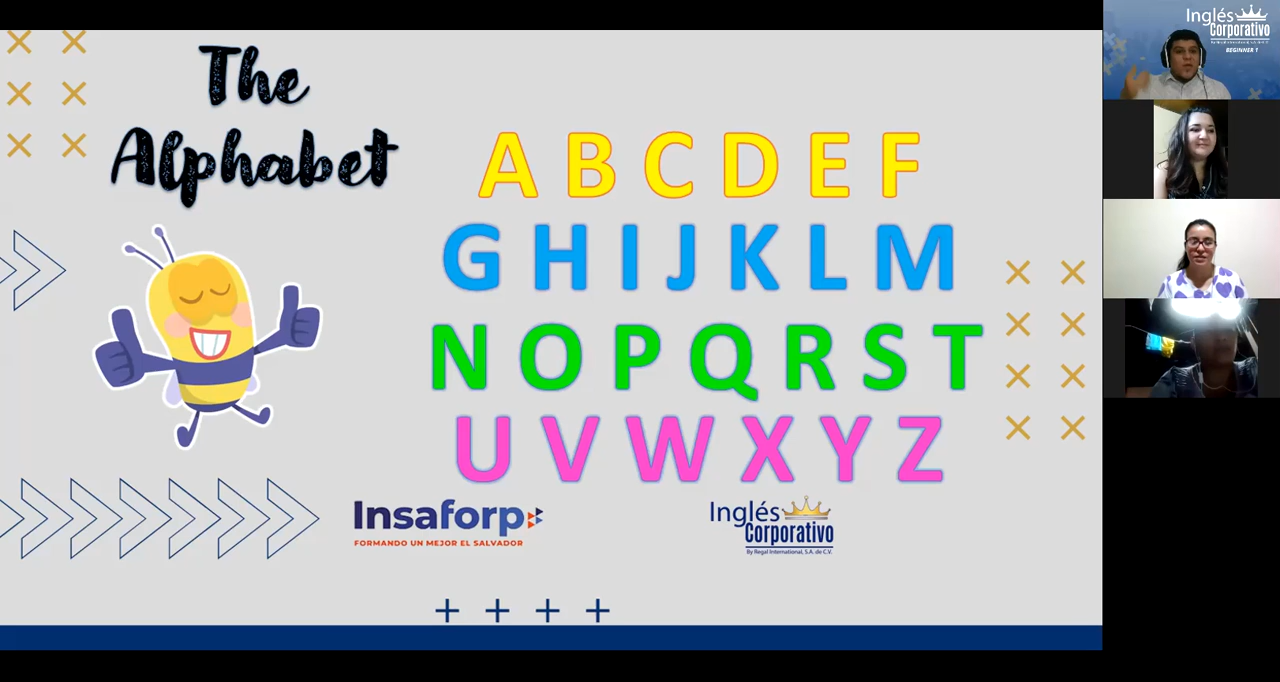 The
Alphabet
A B C D E F
G H I J K L M
N O P Q R S T
U V W X Y Z
Insaforp
FORMANDO UN MEJOR EL SALVADOR
Inglés
Corporativo
By Regal International, S.A. de C.V.
Inglés
Corporativo
BEGINNER 1